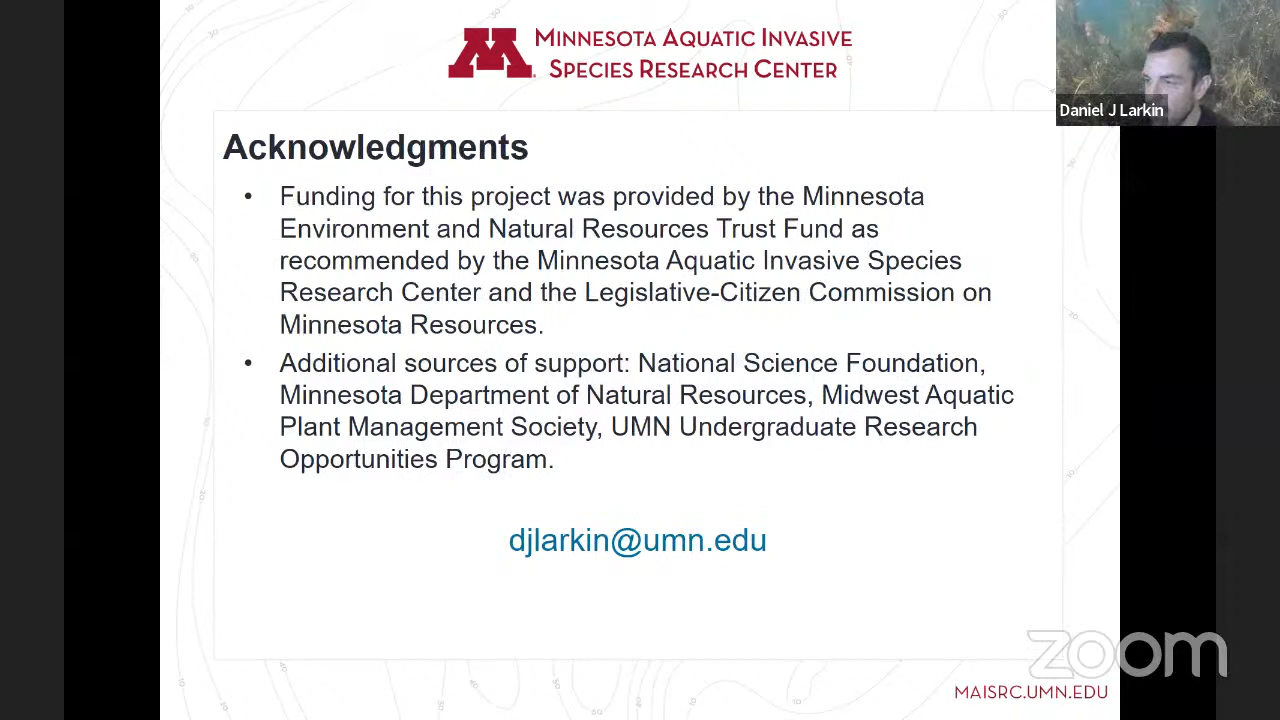 MINNESOTA AQUATIC INVASIVE
SPECIES RESEARCH CENTER
Daniel J Larkin
Acknowledgments
• Funding for this project was provided by the Minnesota
Environment and Natural Resources Trust Fund as
recommended by the Minnesota Aquatic Invasive Species
Research Center and the Legislative-Citizen Commission on
Minnesota Resources.
• Additional sources of support: National Science Foundation,
Minnesota Department of Natural Resources, Midwest Aquatic
Plant Management Society, UMN Undergraduate Research
Opportunities Program.
djlarkin@umn.edu
zoom
MAISRC.UMN.EDU